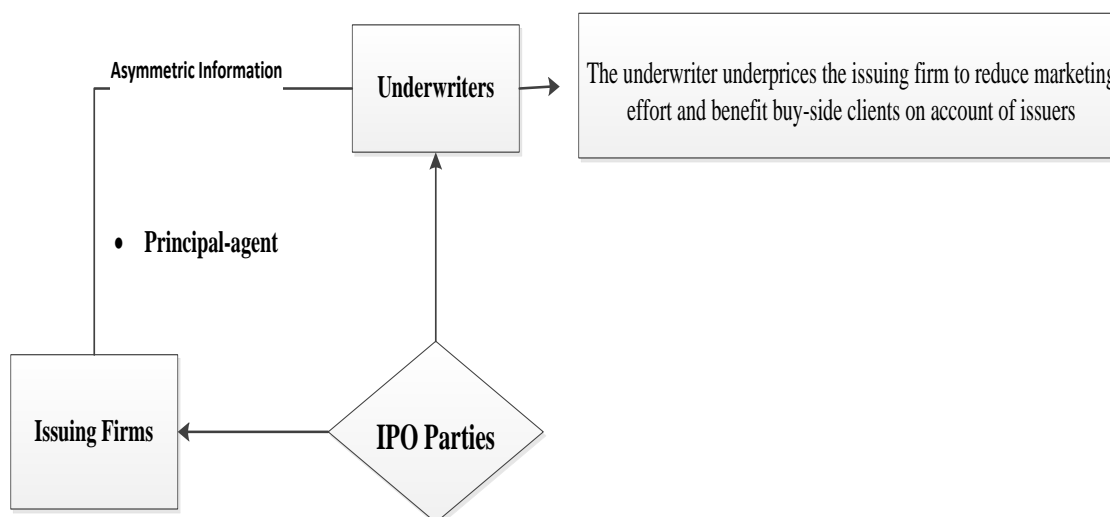 Asymmetric Information
Underwriters
The underwriter underprices the issuing firm to reduce marketing
effort and benefit buy-side clients on account of issuers
• Principal-agent
Issuing Firms
IPO Parties